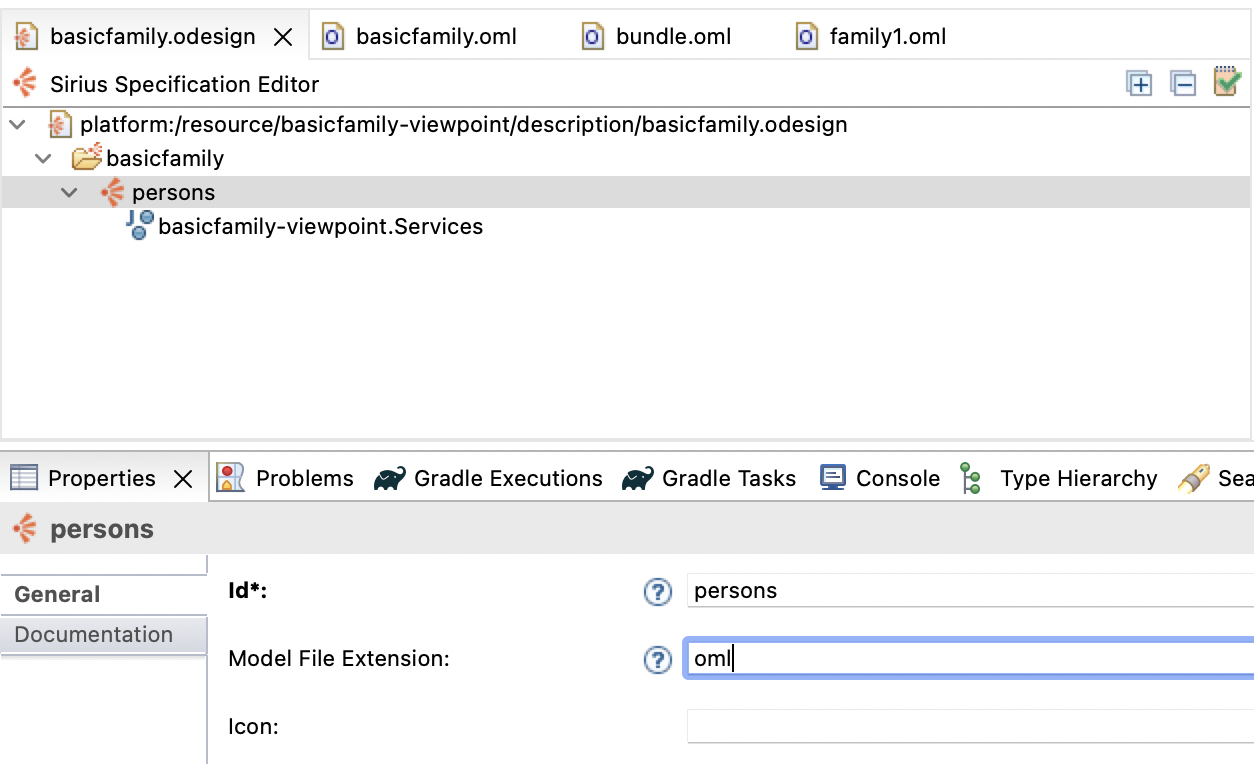 basicfamily.odesign basicfamily.oml bundle.oml family1.oml
Sirius Specification Editor
platform:/resource/basicfamily-viewpoint/description/basicfamily.odesign
basicfamily
persons
basicfamily-viewpoint.Services
Properties Problems Gradle Executions Gradle Tasks Console Type Hierarchy Sea
persons
General
Documentation
Id*: ? persons
Model File Extension: ? oml
Icon: